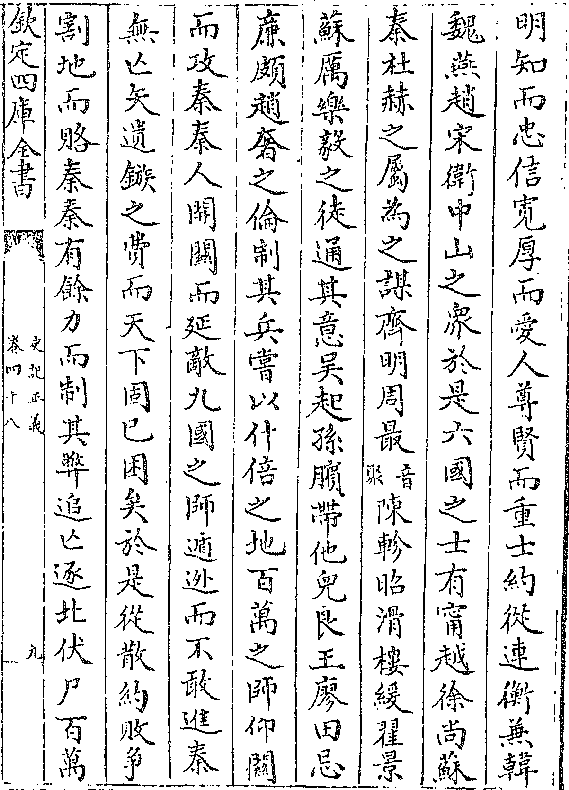 明知而忠信寛厚而愛人尊賢而重士約從連衡兼韓
魏燕趙宋衛中山之衆於是六國之士有甯越徐尚蘇
秦杜赫之屬為之謀齊明周最音聚陳軫昭滑樓緩翟景
蘇厲樂毅之徒通其意吴起孫臏帶他兒良王廖田忌
廉頗趙奢之倫制其兵嘗以什倍之地百萬之師仰關
而攻秦秦人開關而延敵九國之師遁逃而不敢進秦
無亡矢遺鏃之費而天下固已困矣於是從散約敗争
割地而賂秦秦有餘力而制其弊追亡逐北伏尸百萬
欽定四庫全書
史記正義
卷四十八
九